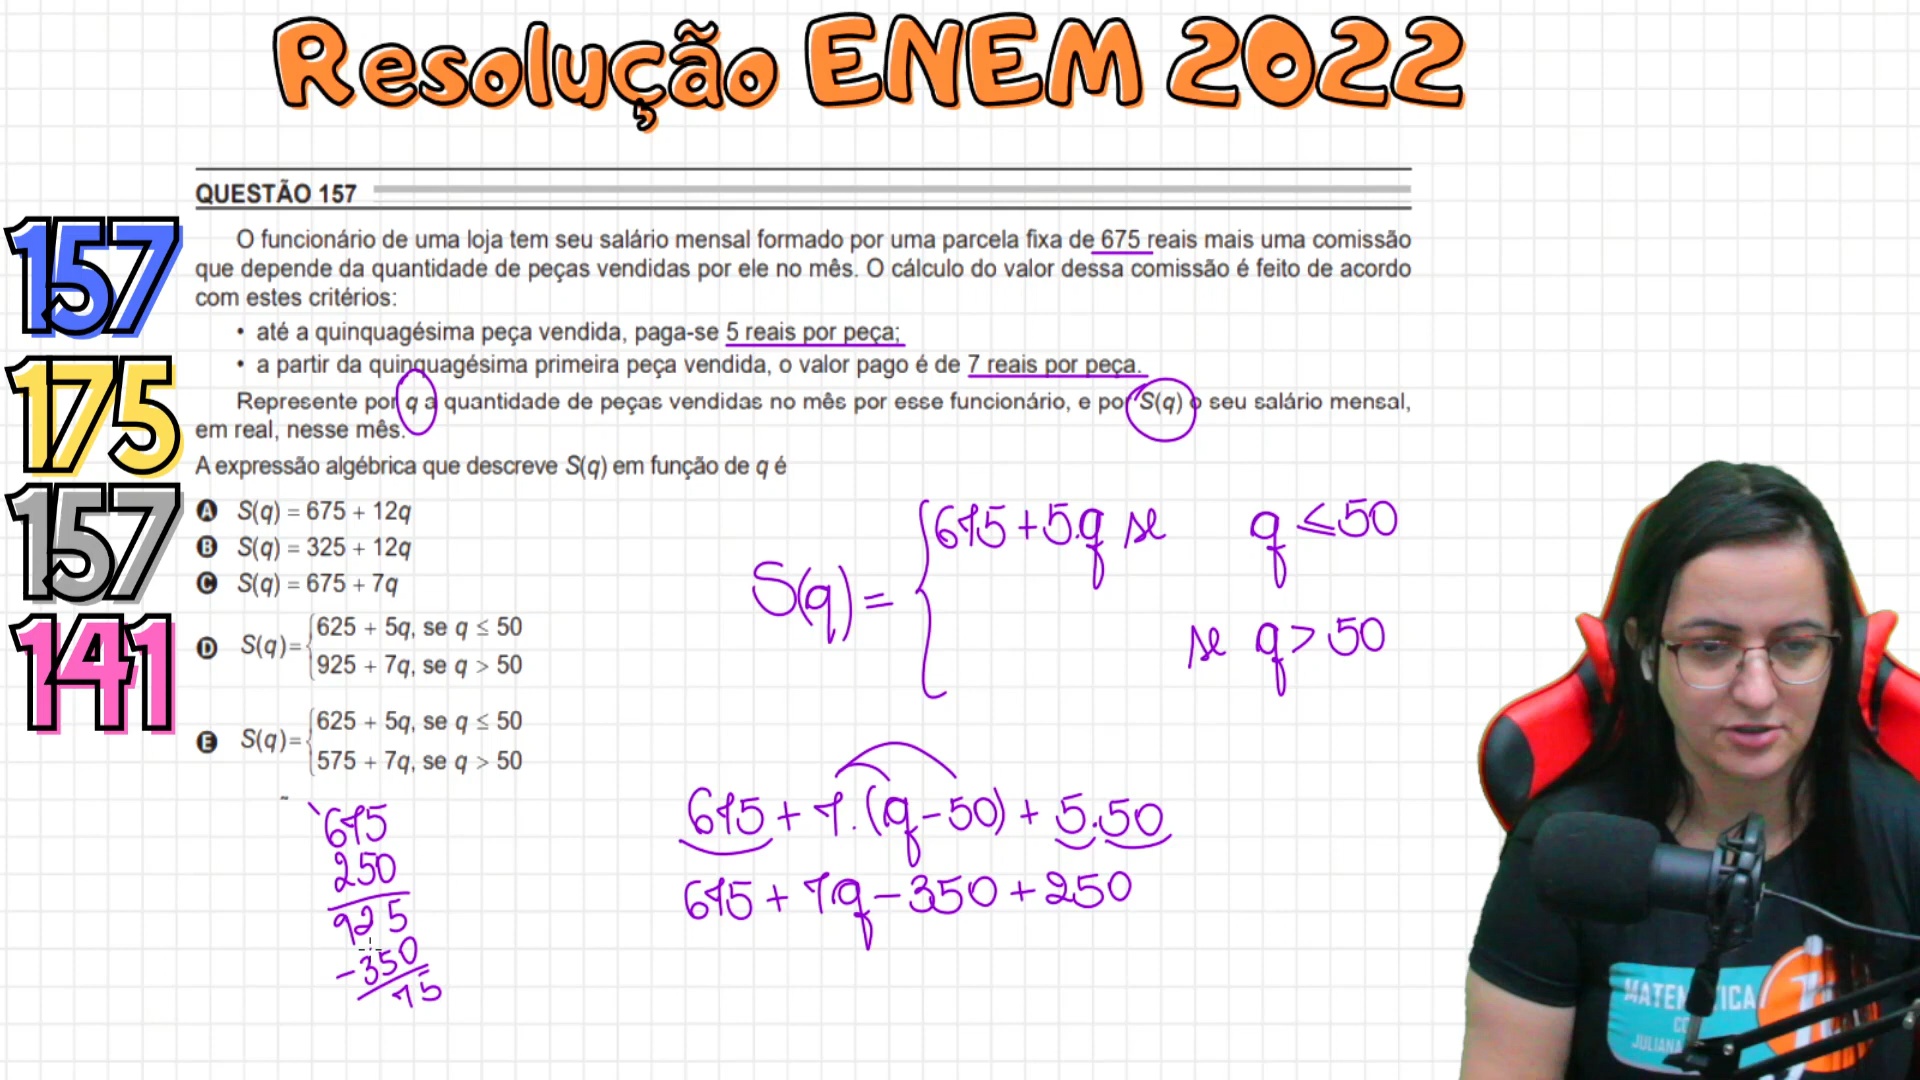 Resolução ENEM 2022
QUESTÃO 157
157
175
157
141
O funcionário de uma loja tem seu salário mensal formado por uma parcela fixa de 675 reais mais uma comissão
que depende da quantidade de peças vendidas por ele no mês. O cálculo do valor dessa comissão é feito de acordo
com estes critérios:
• até a quinquagésima peça vendida, paga-se 5 reais por peça;
• a partir da quinquagésima primeira peça vendida, o valor pago é de 7 reais por peça.
Represente por q a quantidade de peças vendidas no mês por esse funcionário, e por S(q) o seu salário mensal,
em real, nesse mês.
A expressão algébrica que descreve S(q) em função de q é
A S(q) = 675 + 12q
B S(q) = 325 + 12q
C S(q) = 675 + 7q
D S(q) = {625 + 5q, se q ≤ 50
925 + 7q, se q > 50
E S(q) = {625 + 5q, se q ≤ 50
575 + 7q, se q > 50
S(q) = {675 + 5.q se q ≤ 50
se q > 50
675 + 7.(q - 50) + 5.50
675 + 7q - 350 + 250
675
250
925
-350
75
MATEMÁTICA
JULIANA